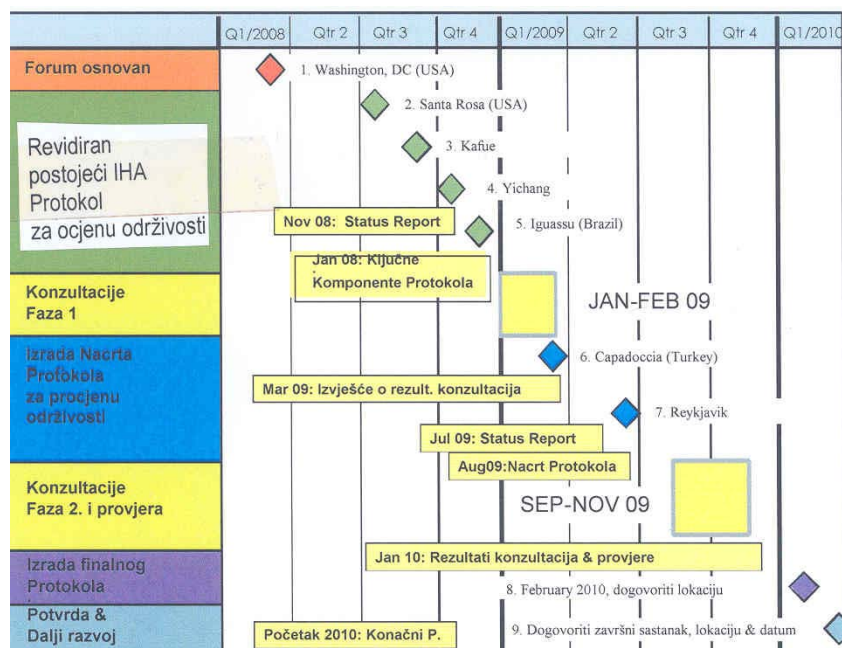 Q1/2008 Qtr 2 Qtr 3 Qtr 4 Q1/2009 Qtr 2 Qtr 3 Qtr 4 Q1/2010
Forum osnovan
1. Washington, DC (USA)
2. Santa Rosa (USA)
Revidiran
postojeći IHA
Protokol
za ocjenu održivosti
3. Kafue
4. Yichang
Nov 08: Status Report
5. Iguassu (Brazil)
Jan 08: Ključne
Komponente Protokola
Konzultacije
Faza 1
JAN-FEB 09
Izrada Nacrta
Protokola
za procjenu
održivosti
6. Capadoccia (Turkey)
Mar 09: Izvješće o rezult. konzultacija
7. Reykjavik
Jul 09: Status Report
Aug09:Nacrt Protokola
Konzultacije
Faza 2. i provjera
SEP-NOV 09
Jan 10: Rezultati konzultacija & provjere
Izrada finalnog
Protokola
8. February 2010, dogovoriti lokaciju
Potvrda &
Dalji razvoj
Početak 2010: Konačni P.
9. Dogovoriti završni sastanak, lokaciju & datum